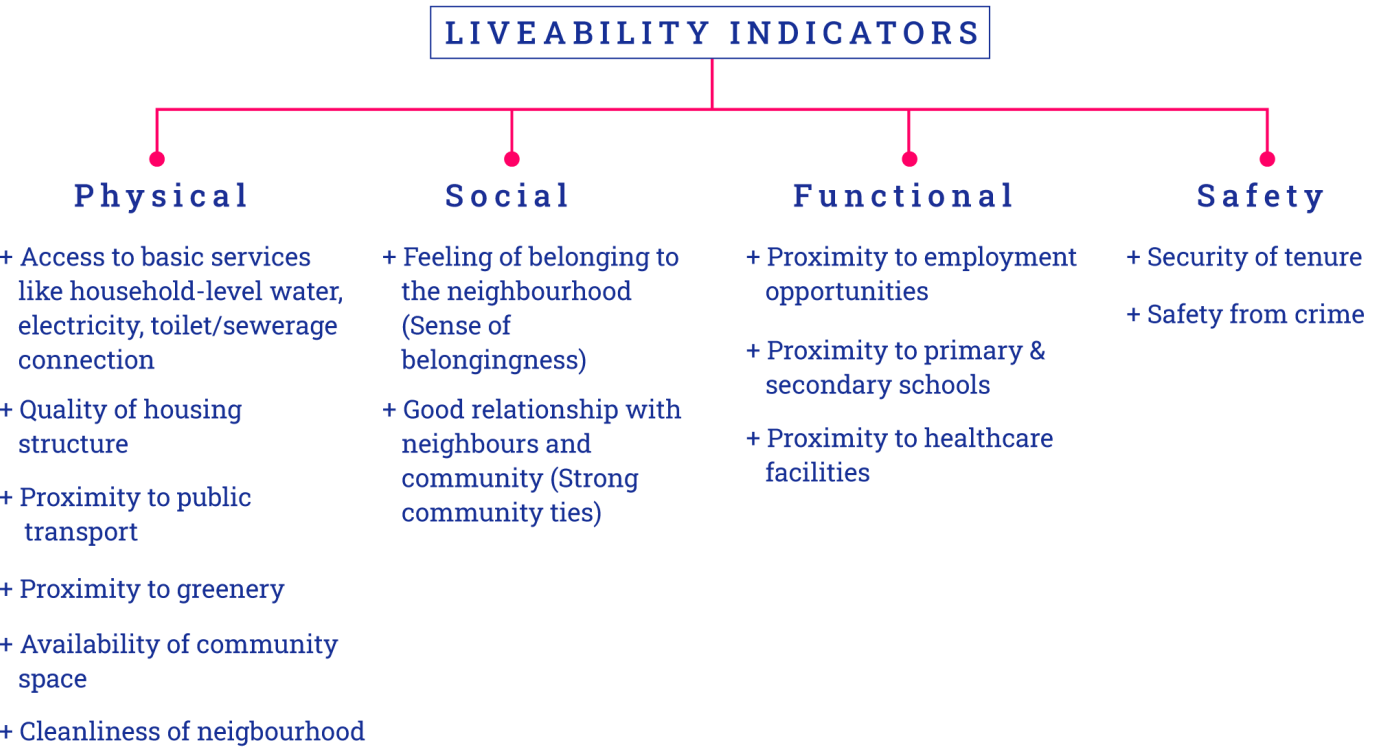 LIVEABILITY INDICATORS
Physical
+ Access to basic services
like household-level water,
electricity, toilet/sewerage
connection
+ Quality of housing
structure
+ Proximity to public
transport
+ Proximity to greenery
+ Availability of community
space
+ Cleanliness of neigbourhood
Social
+ Feeling of belonging to
the neighbourhood
(Sense of
belongingness)
+ Good relationship with
neighbours and
community (Strong
community ties)
Functional
+ Proximity to employment
opportunities
+ Proximity to primary &
secondary schools
+ Proximity to healthcare
facilities
Safety
+ Security of tenure
+ Safety from crime